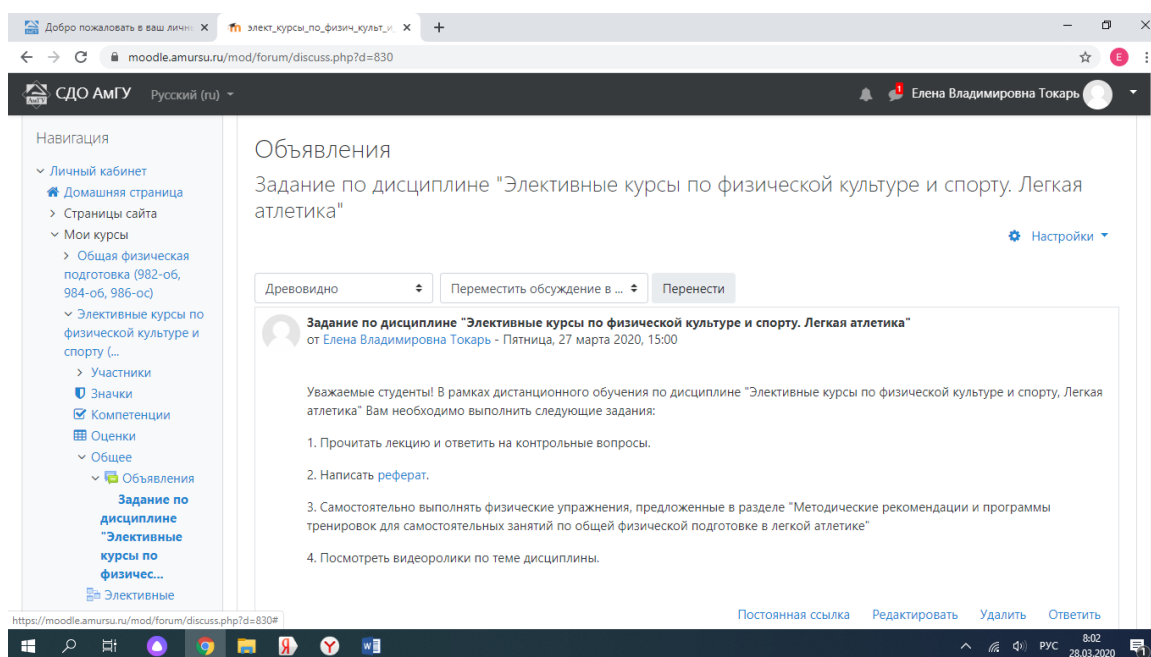 Добро пожаловать в ваш личн
элект_курсы_по_физич_культ_и_
moodle.amursu.ru/mod/forum/discuss.php?d=830
E
СДО АмГУ
Русский (ru)
1
Елена Владимировна Токарь
Навигация
Личный кабинет
Домашняя страница
Страницы сайта
Мои курсы
Общая физическая
подготовка (982-об,
984-об, 986-ос)
Элективные курсы по
физической культуре и
спорту (...
Участники
Значки
Компетенции
Оценки
Общее
Объявления
Задание по
дисциплине
"Элективные
курсы по
физичес...
Элективные
Объявления
Задание по дисциплине "Элективные курсы по физической культуре и спорту. Легкая
атлетика"
Настройки
Древовидно
Переместить обсуждение в ...
Перенести
Задание по дисциплине "Элективные курсы по физической культуре и спорту. Легкая атлетика"
от Елена Владимировна Токарь - Пятница, 27 марта 2020, 15:00
Уважаемые студенты! В рамках дистанционного обучения по дисциплине "Элективные курсы по физической культуре и спорту, Легкая
атлетика" Вам необходимо выполнить следующие задания:
1. Прочитать лекцию и ответить на контрольные вопросы.
2. Написать реферат.
3. Самостоятельно выполнять физические упражнения, предложенные в разделе "Методические рекомендации и программы
тренировок для самостоятельных занятий по общей физической подготовке в легкой атлетике"
4. Посмотреть видеоролики по теме дисциплины.
Постоянная ссылка
Редактировать
Удалить
Ответить
https://moodle.amursu.ru/mod/forum/discuss.php?d=830#
РУС
8:02
28.03.2020